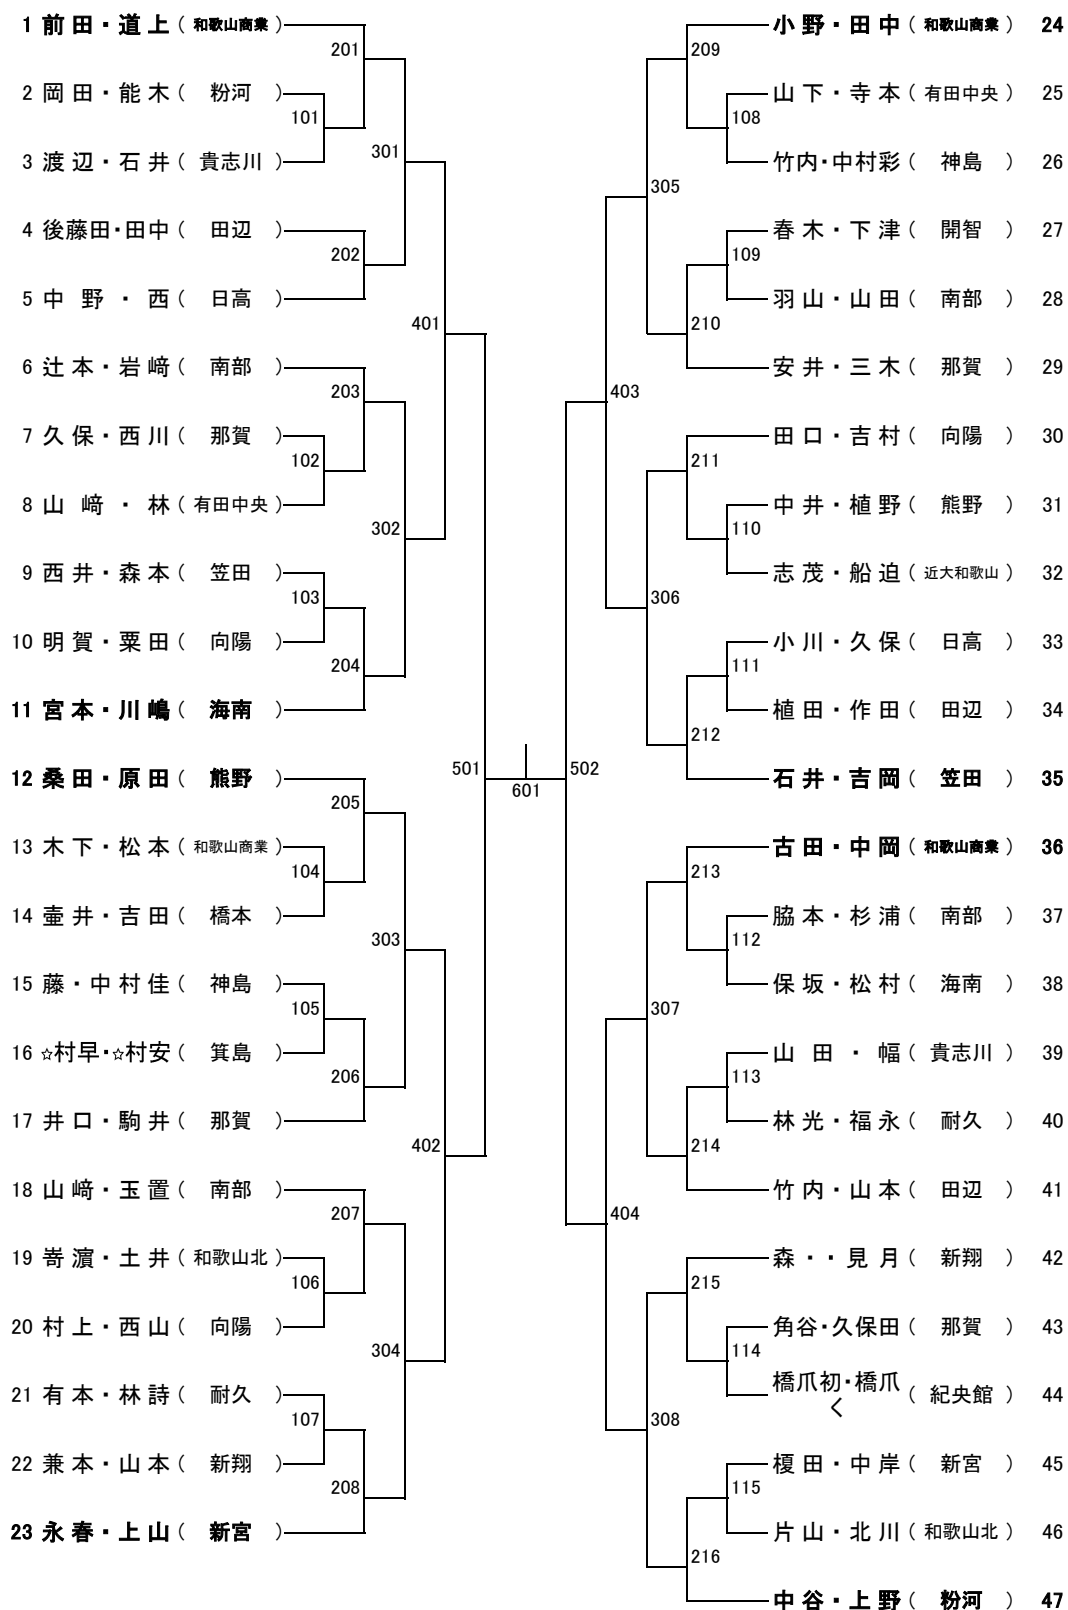 1 前田・道上 ( 和歌山商業 )
201
2 岡田・能木 ( 粉河 )
101
3 渡辺・石井 ( 貴志川 )
301
4 後藤田・田中 ( 田辺 )
202
5 中野・西 ( 日高 )
401
6 辻本・岩﨑 ( 南部 )
203
7 久保・西川 ( 那賀 )
102
8 山﨑・林 ( 有田中央 )
302
9 西井・森本 ( 笠田 )
103
10 明賀・粟田 ( 向陽 )
204
11 宮本・川嶋 ( 海南 )
501
12 桑田・原田 ( 熊野 )
205
13 木下・松本 ( 和歌山商業 )
104
14 壷井・吉田 ( 橋本 )
303
15 藤・中村佳 ( 神島 )
105
16 ☆村早・☆村安 ( 箕島 )
206
17 井口・駒井 ( 那賀 )
402
18 山﨑・玉置 ( 南部 )
207
19 嵜濵・土井 ( 和歌山北 )
106
20 村上・西山 ( 向陽 )
304
21 有本・林詩 ( 耐久 )
107
22 兼本・山本 ( 新翔 )
208
23 永春・上山 ( 新宮 )
601
小野・田中 ( 和歌山商業 ) 24
209
山下・寺本 ( 有田中央 ) 25
108
竹内・中村彩 ( 神島 ) 26
305
春木・下津 ( 開智 ) 27
109
羽山・山田 ( 南部 ) 28
210
安井・三木 ( 那賀 ) 29
403
田口・吉村 ( 向陽 ) 30
211
中井・植野 ( 熊野 ) 31
110
志茂・船迫 ( 近大和歌山 ) 32
306
小川・久保 ( 日高 ) 33
111
植田・作田 ( 田辺 ) 34
212
石井・吉岡 ( 笠田 ) 35
502
古田・中岡 ( 和歌山商業 ) 36
213
脇本・杉浦 ( 南部 ) 37
112
保坂・松村 ( 海南 ) 38
307
山田・幅 ( 貴志川 ) 39
113
林光・福永 ( 耐久 ) 40
214
竹内・山本 ( 田辺 ) 41
404
森・・見月 ( 新翔 ) 42
215
角谷・久保田 ( 那賀 ) 43
114
橋爪初・橋爪
く ( 紀央館 ) 44
308
榎田・中岸 ( 新宮 ) 45
115
片山・北川 ( 和歌山北 ) 46
216
中谷・上野 ( 粉河 ) 47